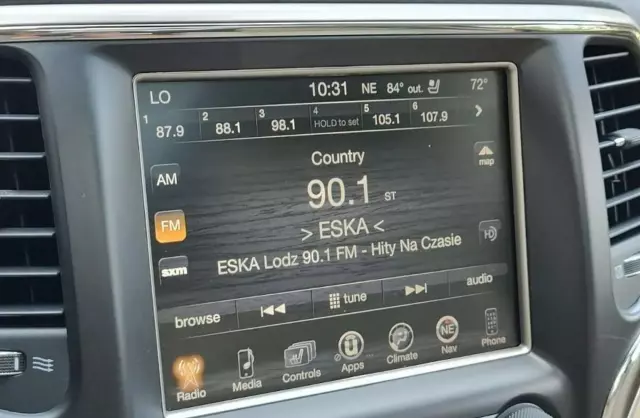 LO 10:31 NE 84° out. 72°
1 87.9 2 88.1 3 98.1 4 HOLD to set 5 105.1 6 107.9
Country
AM 90.1 ST map
FM > ESKA < HD
sxm ESKA Lodz 90.1 FM - Hity Na Czasie
browse tune audio
Radio Media Controls Apps Climate NE Nav Phone